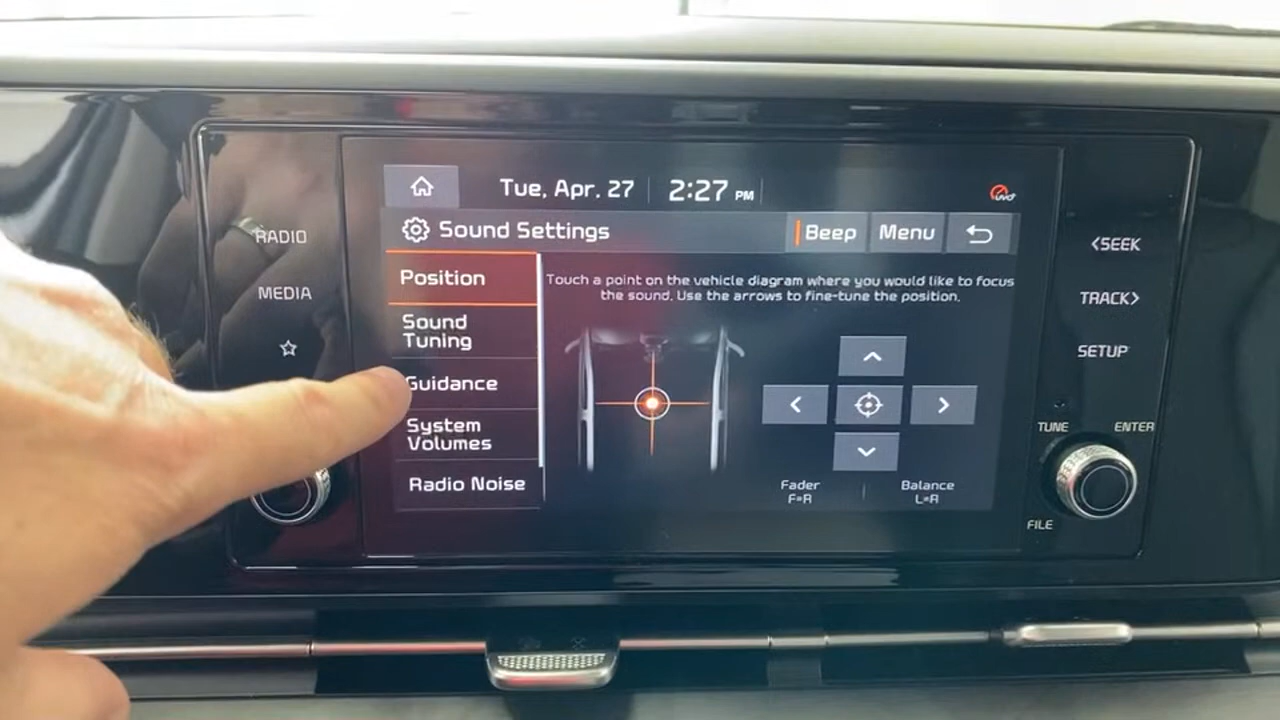 Tue, Apr. 27 2:27 PM
UVO
Sound Settings Beep Menu
RADIO
MEDIA
Position
Sound
Tuning
Guidance
System
Volumes
Radio Noise
Touch a point on the vehicle diagram where you would like to focus
the sound. Use the arrows to fine-tune the position.
Fader
F=R
Balance
L=R
<SEEK
TRACK>
SETUP
TUNE ENTER
FILE